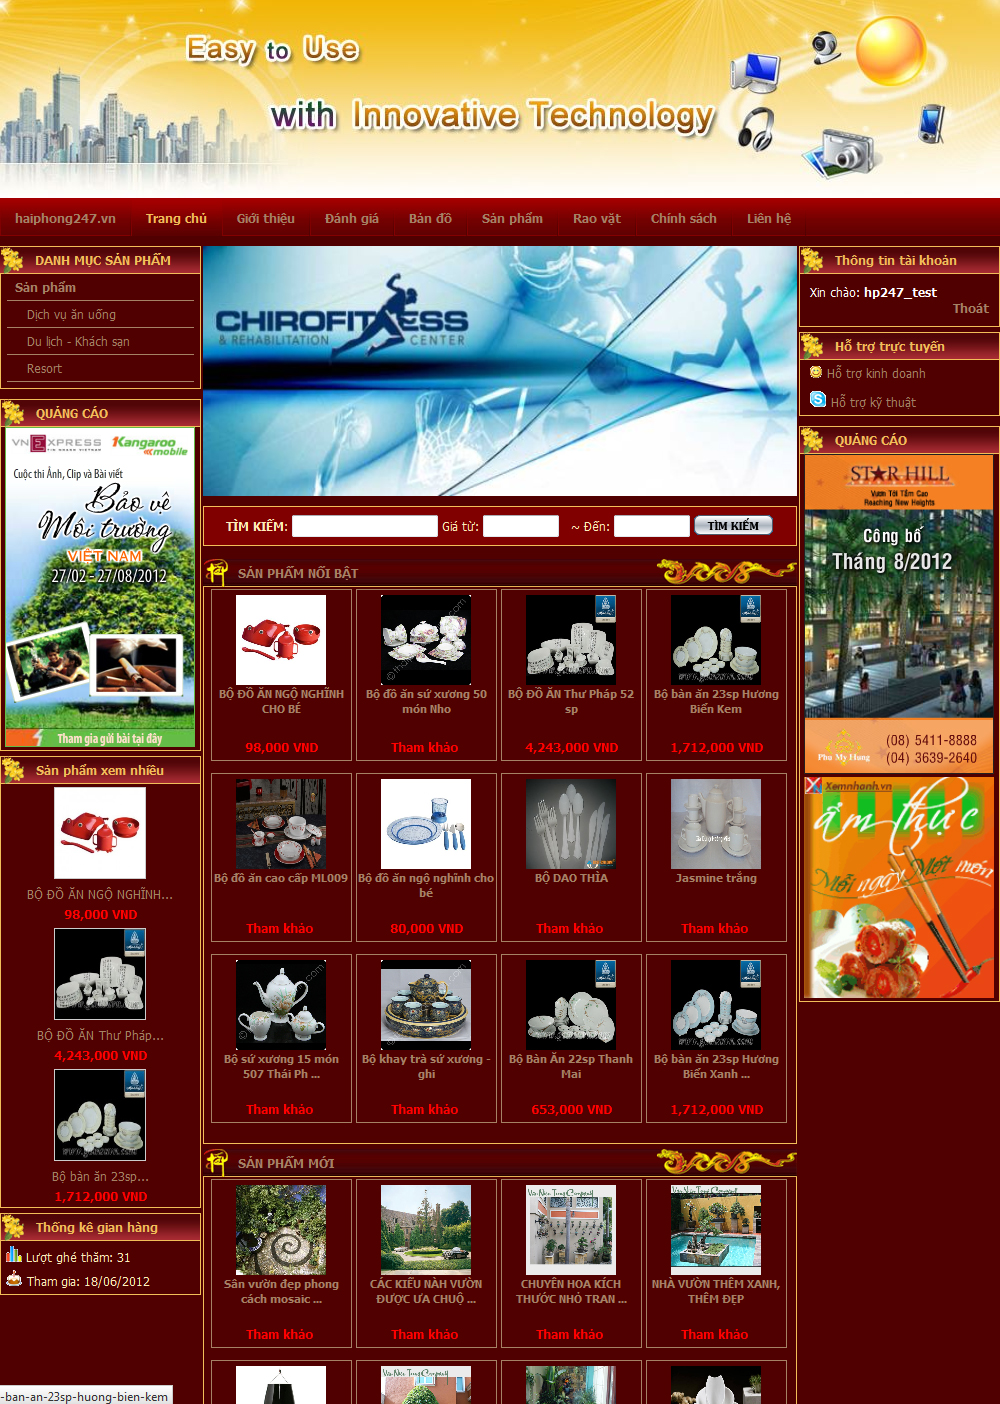 Easy to Use
with Innovative Technology
haiphong247.vn
Trang chủ
Giới thiệu
Đánh giá
Bản đồ
Sản phẩm
Rao vặt
Chính sách
Liên hệ
DANH MỤC SẢN PHẨM
Sản phẩm
Dịch vụ ăn uống
Du lịch - Khách sạn
Resort
QUẢNG CÁO
VNEXPRESS
Kangaroo
mobile
Cuộc thi Ảnh, Clip và Bài viết
Bảo vệ
Môi trường
VIỆT NAM
27/02 - 27/08/2012
Tham gia gửi bài tại đây
Sản phẩm xem nhiều
BỘ ĐỒ ĂN NGỘ NGHĨNH...
98,000 VND
BỘ ĐỒ ĂN Thư Pháp...
4,243,000 VND
Bộ bàn ăn 23sp...
1,712,000 VND
Thống kê gian hàng
Lượt ghé thăm: 31
Tham gia: 18/06/2012
-ban-an-23sp-huong-bien-kem
CHIROFITNESS
& REHABILITATION CENTER
TÌM KIẾM:
Giá từ:
~ Đến:
TÌM KIẾM
SẢN PHẨM NỔI BẬT
BỘ ĐỒ ĂN NGỘ NGHĨNH
CHO BÉ
98,000 VND
Bộ đồ ăn sứ xương 50
món Nho
Tham khảo
BỘ ĐỒ ĂN Thư Pháp 52
sp
4,243,000 VND
Bộ bàn ăn 23sp Hương
Biển Kem
1,712,000 VND
Bộ đồ ăn cao cấp ML009
Tham khảo
Bộ đồ ăn ngộ nghĩnh cho
bé
80,000 VND
BỘ DAO THÌA
Tham khảo
Jasmine trắng
Tham khảo
Bộ sứ xương 15 món
507 Thái Ph ...
Tham khảo
Bộ khay trà sứ xương -
ghi
Tham khảo
Bộ Bàn Ăn 22sp Thanh
Mai
653,000 VND
Bộ bàn ăn 23sp Hương
Biển Xanh ...
1,712,000 VND
SẢN PHẨM MỚI
Sân vườn đẹp phong
cách mosaic ...
Tham khảo
CÁC KIỂU NÀH VƯỜN
ĐƯỢC ƯA CHUỘ ...
Tham khảo
CHUYÊN HOA KÍCH
THƯỚC NHỎ TRAN ...
Tham khảo
NHÀ VƯỜN THÊM XANH,
THÊM ĐẸP
Tham khảo
Thông tin tài khoản
Xin chào: hp247_test
Thoát
Hỗ trợ trực tuyến
Hỗ trợ kinh doanh
Hỗ trợ kỹ thuật
QUẢNG CÁO
STAR HILL
Vươn Tới Tầm Cao
Reaching New Heights
Công bố
Tháng 8/2012
Phu My Hung
(08) 5411-8888
(04) 3639-2640
Xemnhanh.vn
ẩm thực
Mỗi ngày Một món